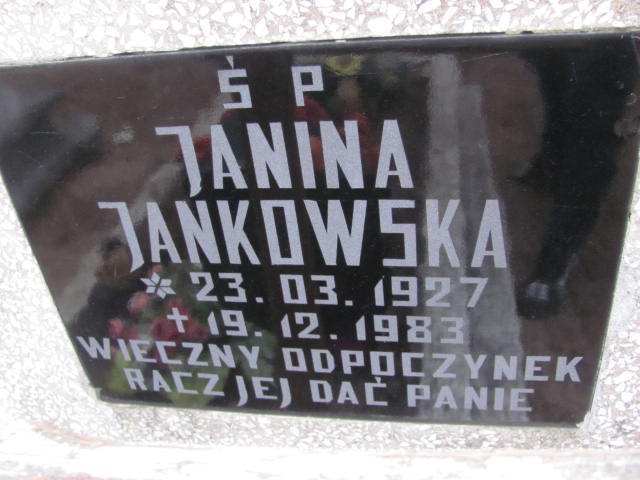 Ś P
JANINA
JANKOWSKA
* 23. 03. 1927
✝ 19. 12. 1983
WIECZNY ODPOCZYNEK
RACZ JEJ DAĆ PANIE